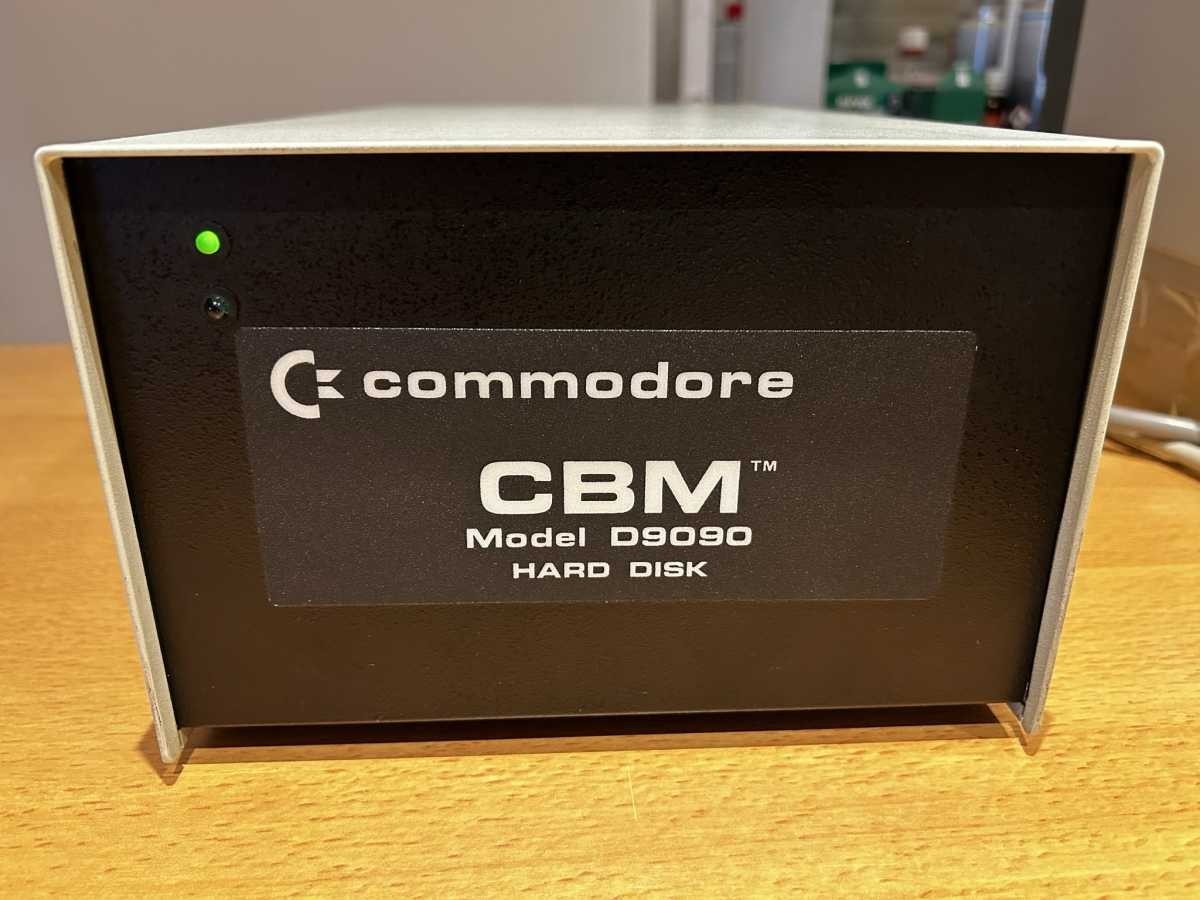 commodore
CBM™
Model D9090
HARD DISK